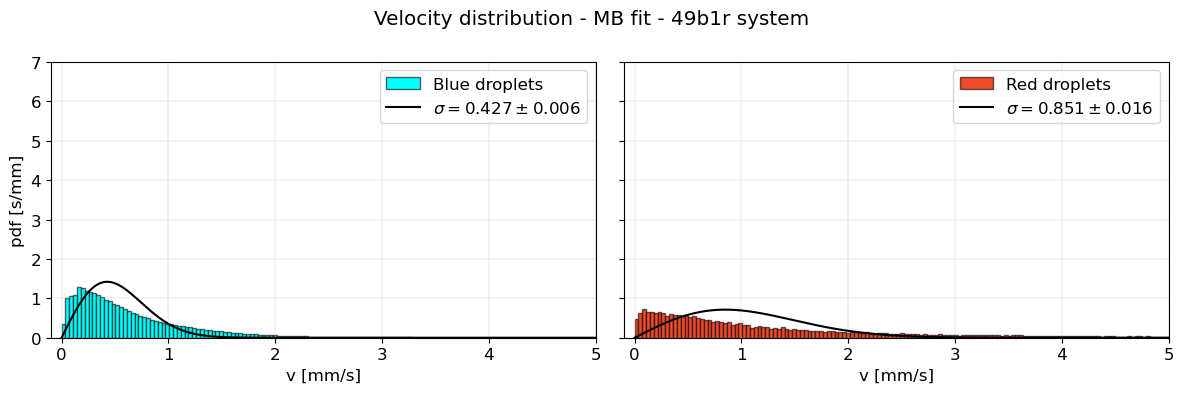 Velocity distribution - MB fit - 49b1r system
pdf [s/mm]
7
6
5
4
3
2
1
0
Blue droplets
σ = 0.427 ± 0.006
0 1 2 3 4 5
v [mm/s]
Red droplets
σ = 0.851 ± 0.016
0 1 2 3 4 5
v [mm/s]